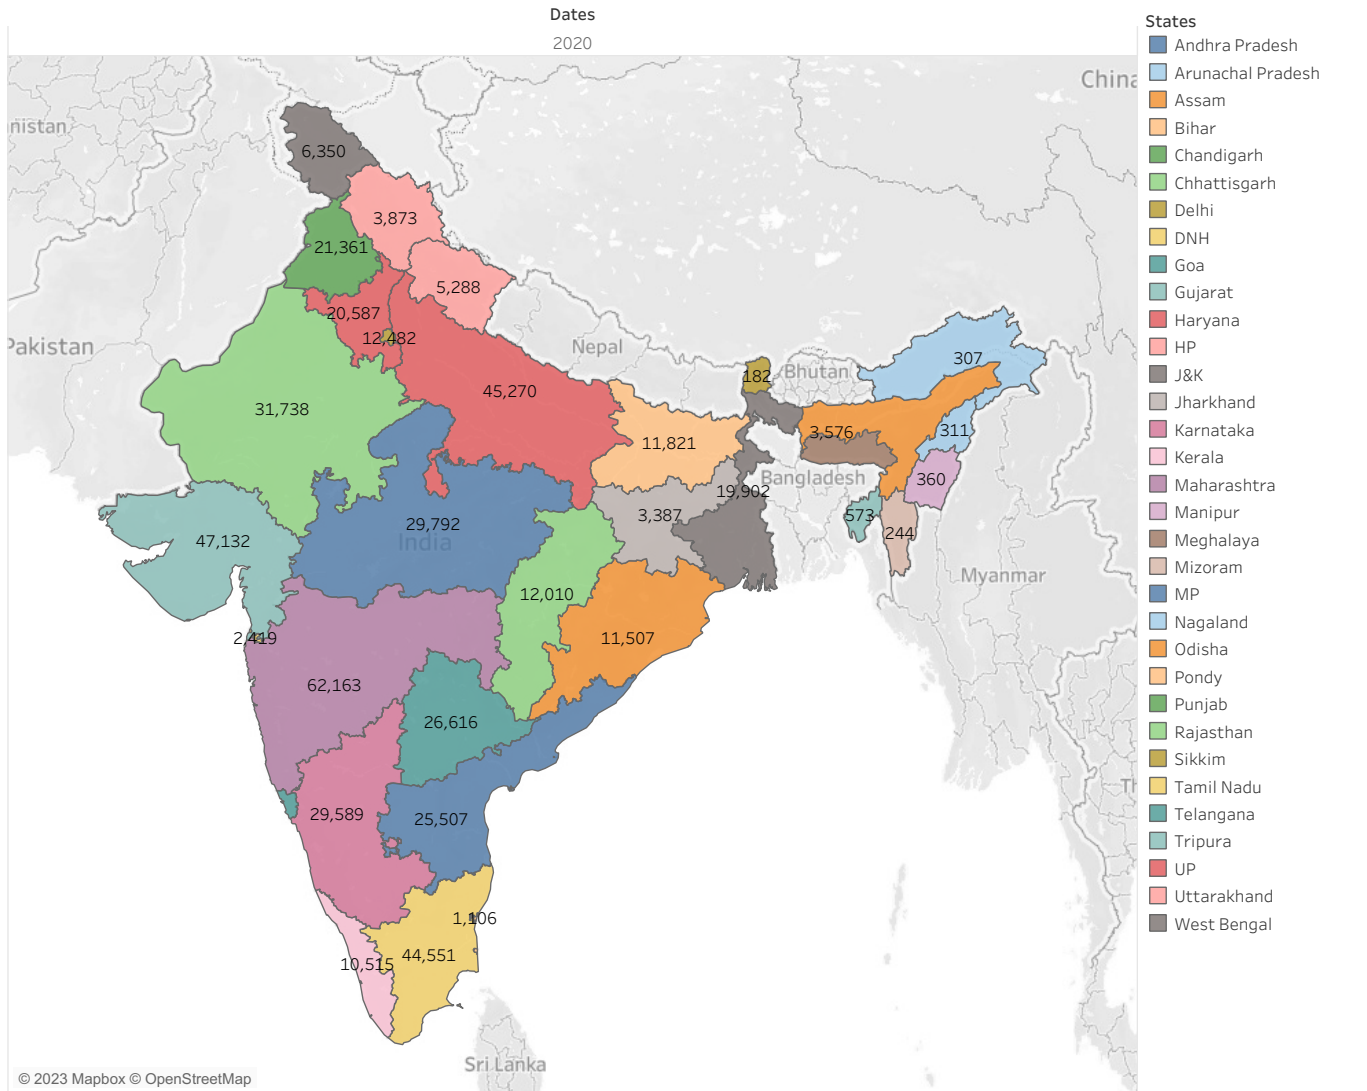 Dates
2020
States
Andhra Pradesh
Arunachal Pradesh
Assam
Bihar
Chandigarh
Chhattisgarh
Delhi
DNH
Goa
Gujarat
Haryana
HP
J&K
Jharkhand
Karnataka
Kerala
Maharashtra
Manipur
Meghalaya
Mizoram
MP
Nagaland
Odisha
Pondy
Punjab
Rajasthan
Sikkim
Tamil Nadu
Telangana
Tripura
UP
Uttarakhand
West Bengal
China
nistan
6,350
3,873
21,361
5,288
20,587
12,482
Pakistan
Nepal
307
Bhutan
182
45,270
31,738
3,576
311
11,821
Bangladesh
360
19,902
3,387
573
29,792
India
244
47,132
Myanmar
12,010
2,419
11,507
62,163
26,616
Th
29,589
25,507
1,106
44,551
10,515
Sri Lanka
© 2023 Mapbox © OpenStreetMap